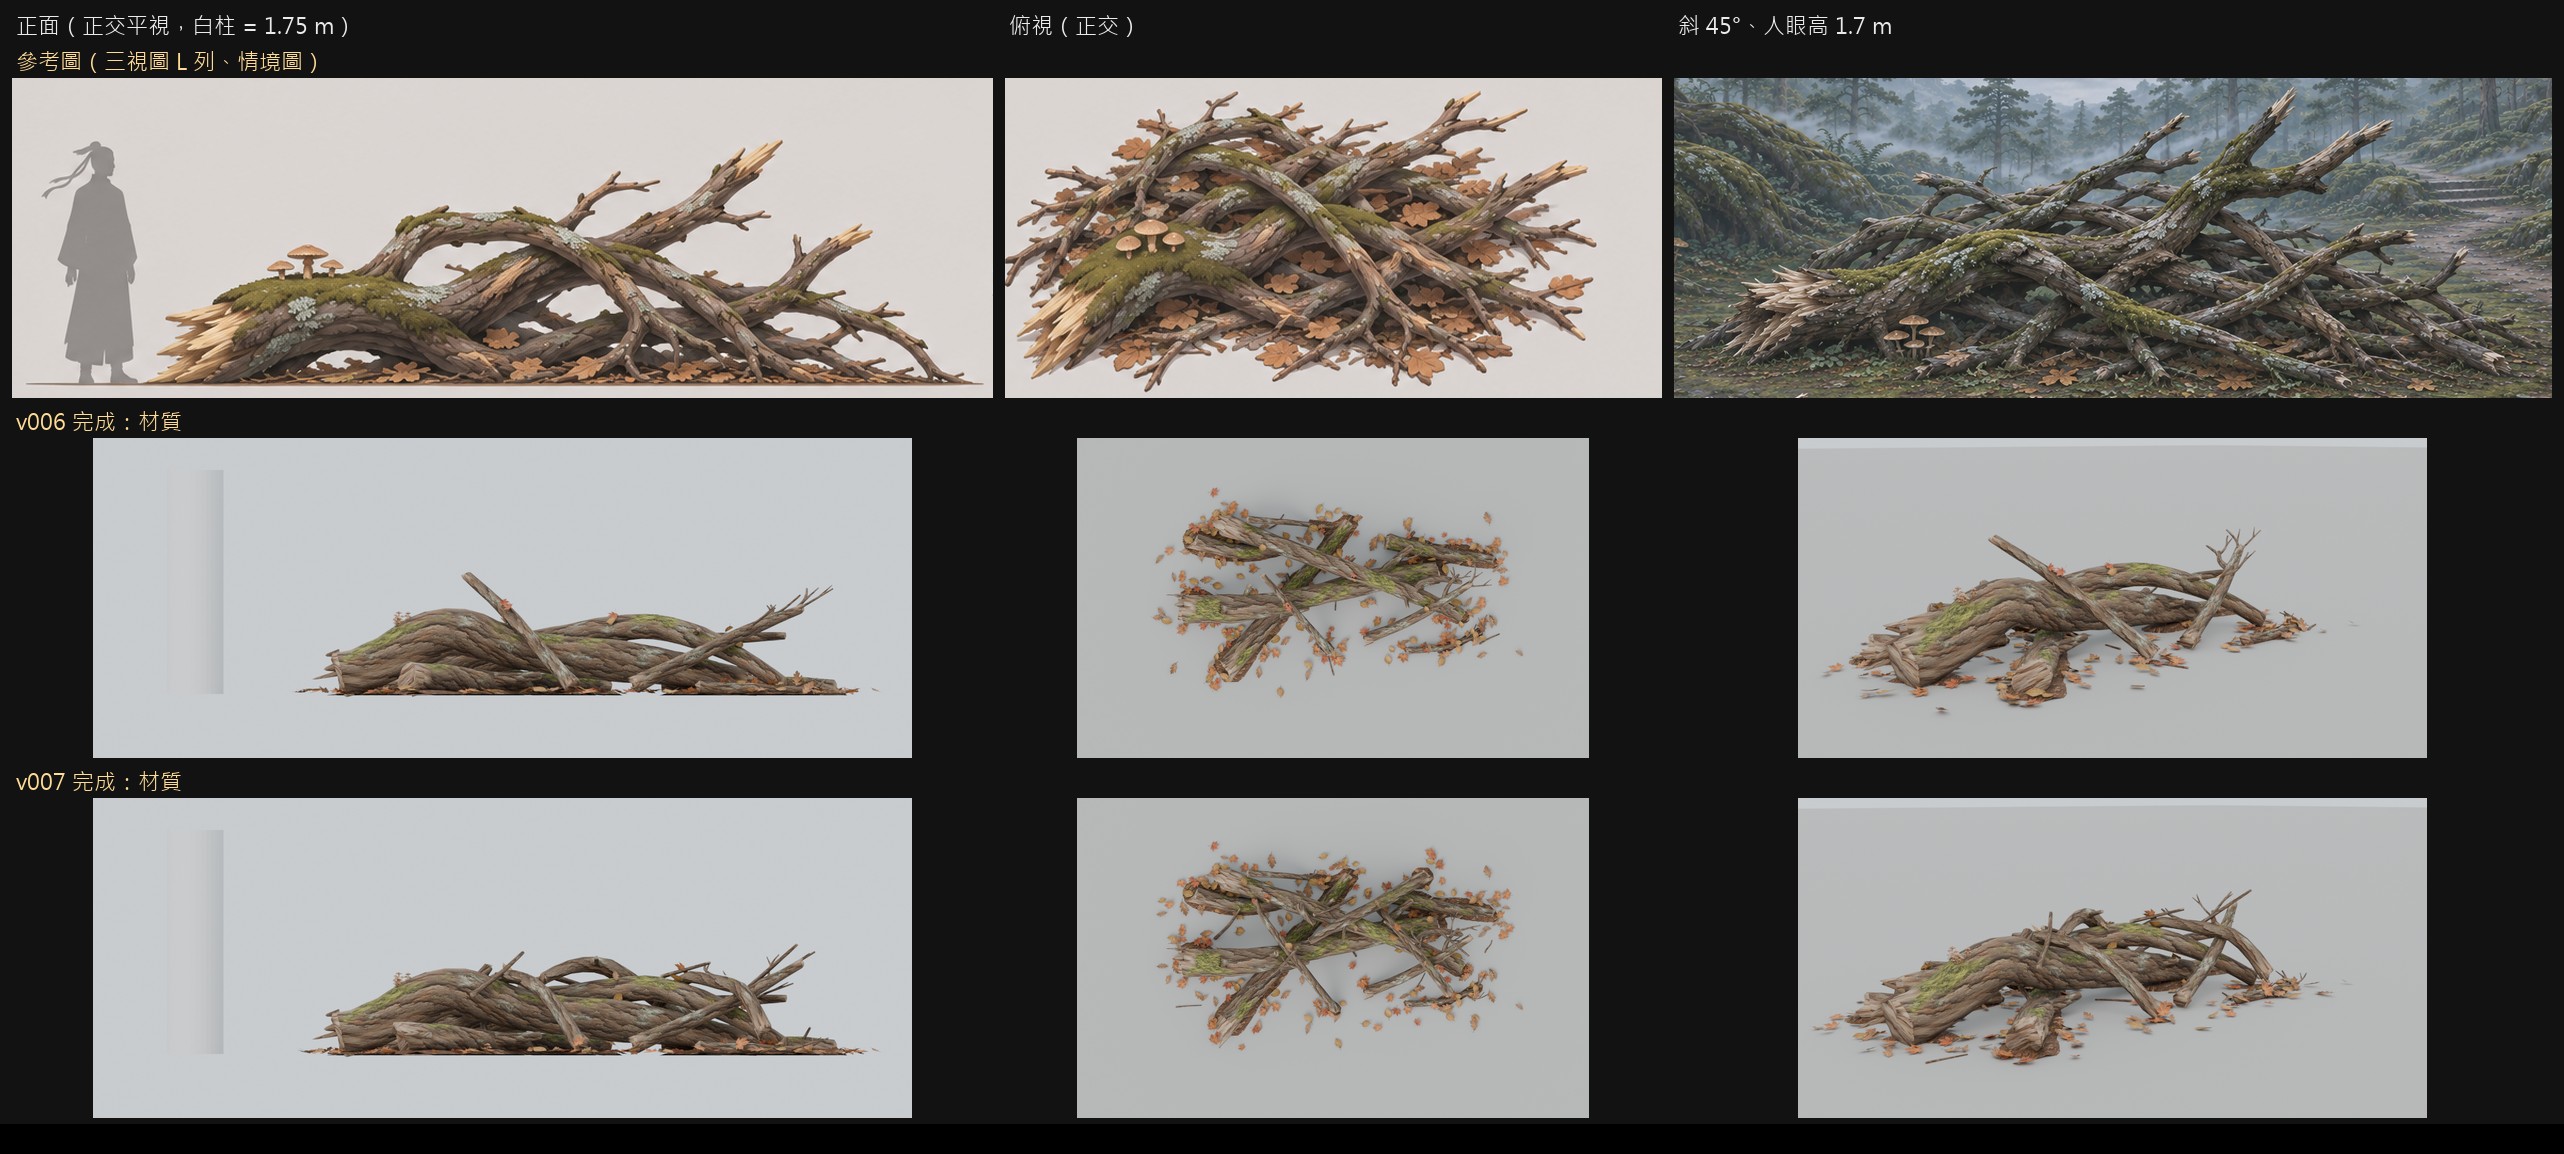 正面（正交平視，白柱 = 1.75 m）
俯視（正交）
斜 45°、人眼高 1.7 m
參考圖（三視圖 L 列、情境圖）
v006 完成：材質
v007 完成：材質